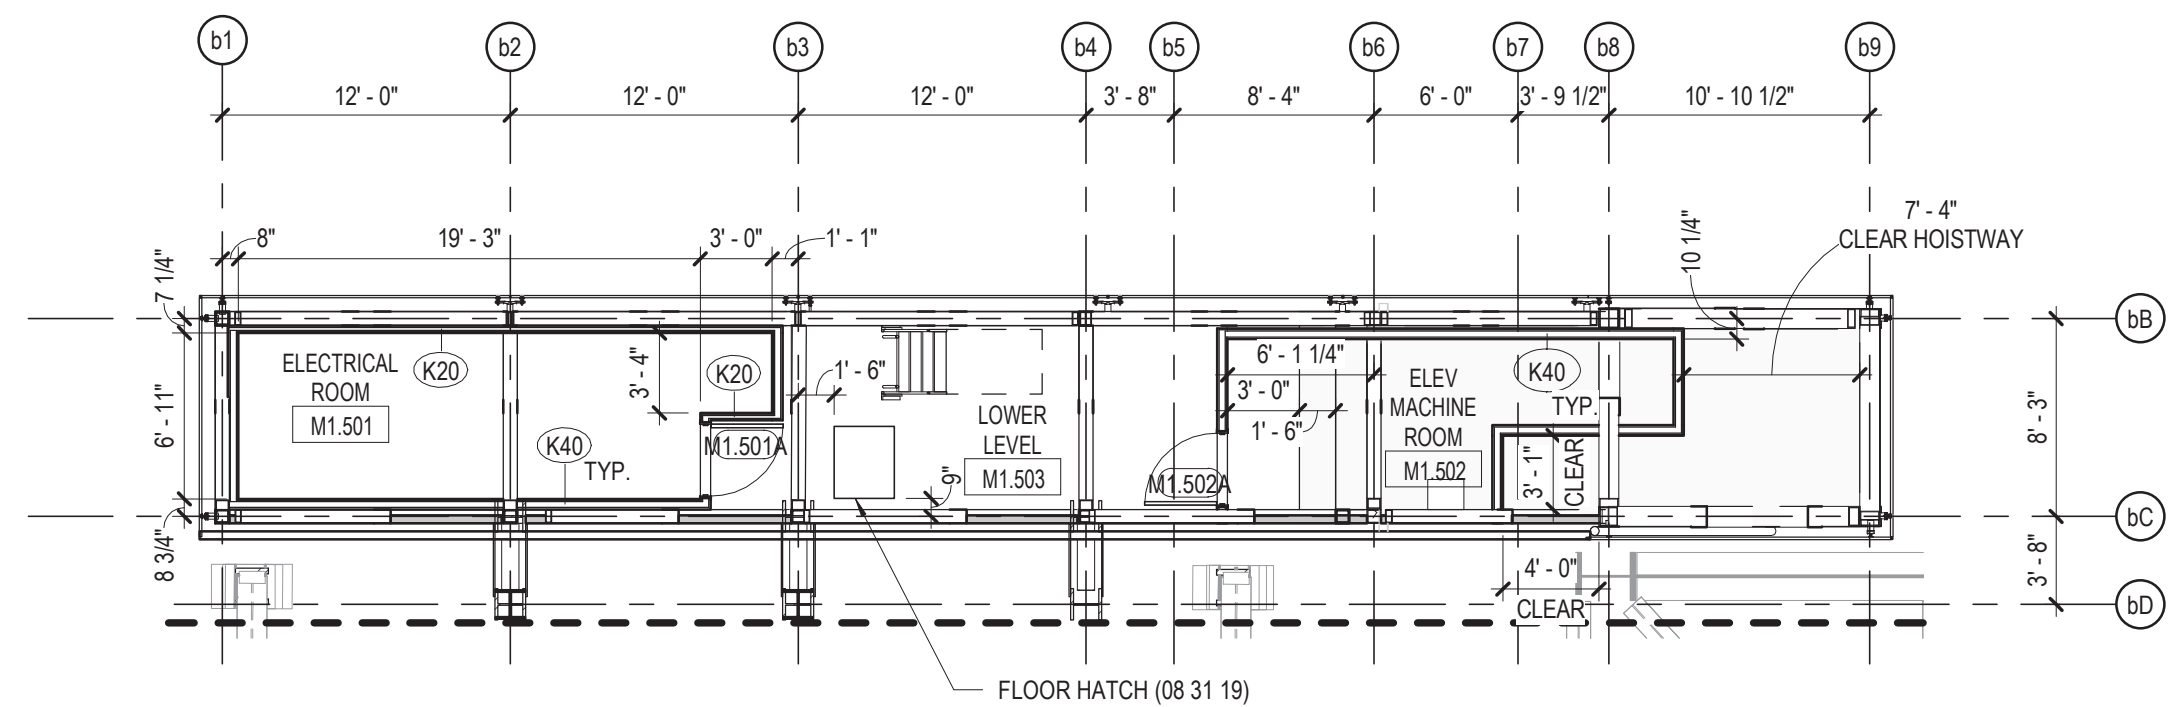 b1 b2 b3 b4 b5 b6 b7 b8 b9
12' - 0" 12' - 0" 12' - 0" 3' - 8" 8' - 4" 6' - 0" 3' - 9 1/2" 10' - 10 1/2"
7' - 4"
CLEAR HOISTWAY
8" 19' - 3" 3' - 0" 1' - 1"
10 1/4"
7 1/4"
bB
ELECTRICAL
ROOM
M1.501
K20
3' - 4"
K20
1' - 6"
6' - 1 1/4"
3' - 0"
1' - 6"
ELEV
MACHINE
ROOM
M1.502
K40
TYP.
6' - 11"
K40
TYP.
M1.501A
LOWER
LEVEL
M1.503
9"
M1.502A
3' - 1"
CLEAR
8' - 3"
bC
8 3/4"
4' - 0"
CLEAR
3' - 8"
bD
FLOOR HATCH (08 31 19)